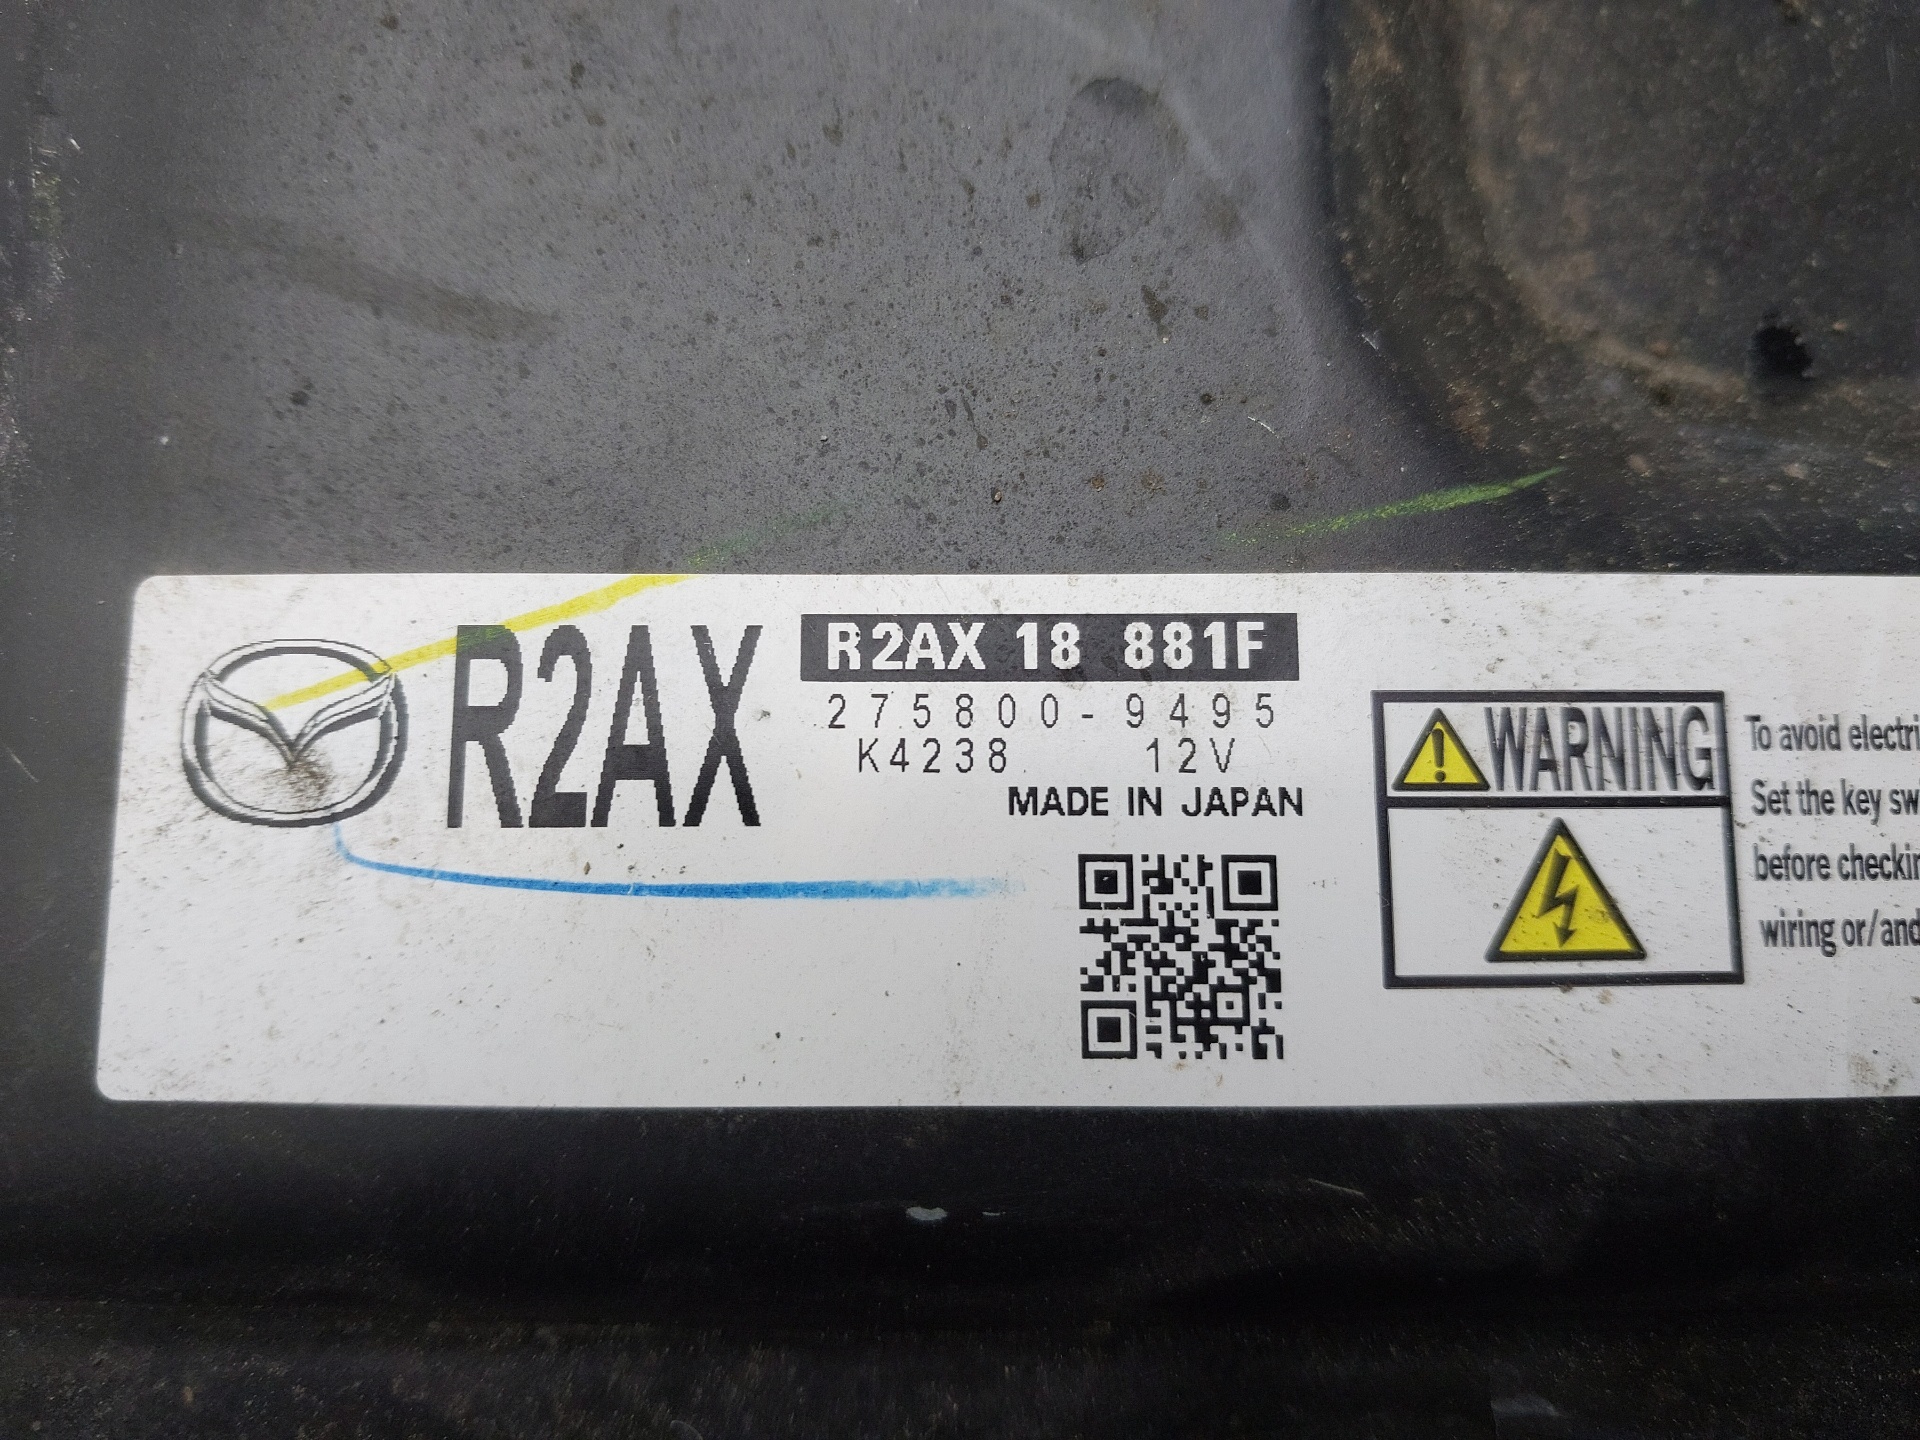 R2AX
R2AX 18 881F
275800-9495
K4238 12V
MADE IN JAPAN
WARNING
To avoid electri
Set the key sw
before checkin
wiring or/and